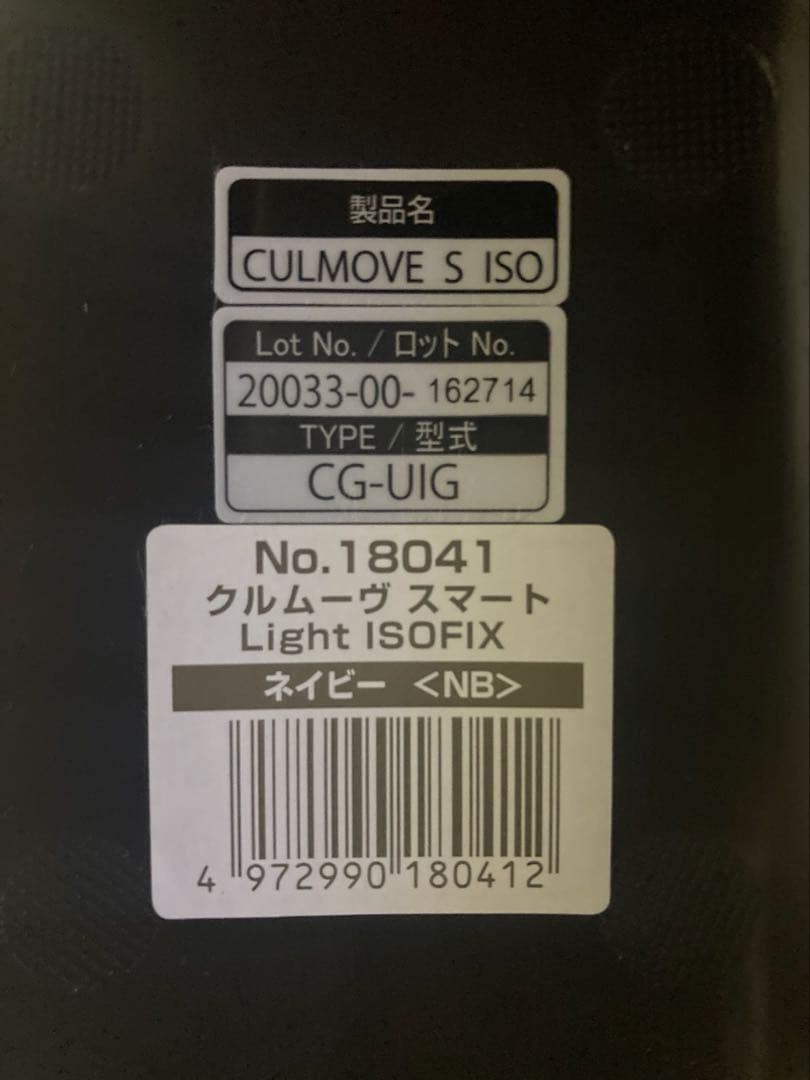 製品名
CULMOVE S ISO
Lot No. / ロット No.
20033-00- 162714
TYPE / 型式
CG-UIG
No.18041
クルムーヴ スマート
Light ISOFIX
ネイビー <NB>
4 972990 180412